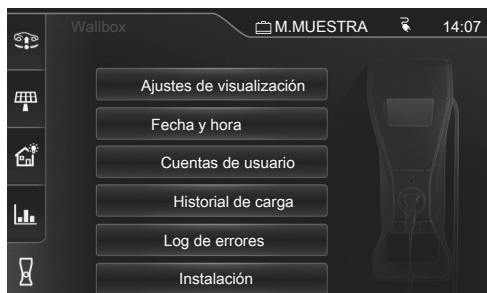 Wallbox
M.MUESTRA
14:07
Ajustes de visualización
Fecha y hora
Cuentas de usuario
Historial de carga
Log de errores
Instalación